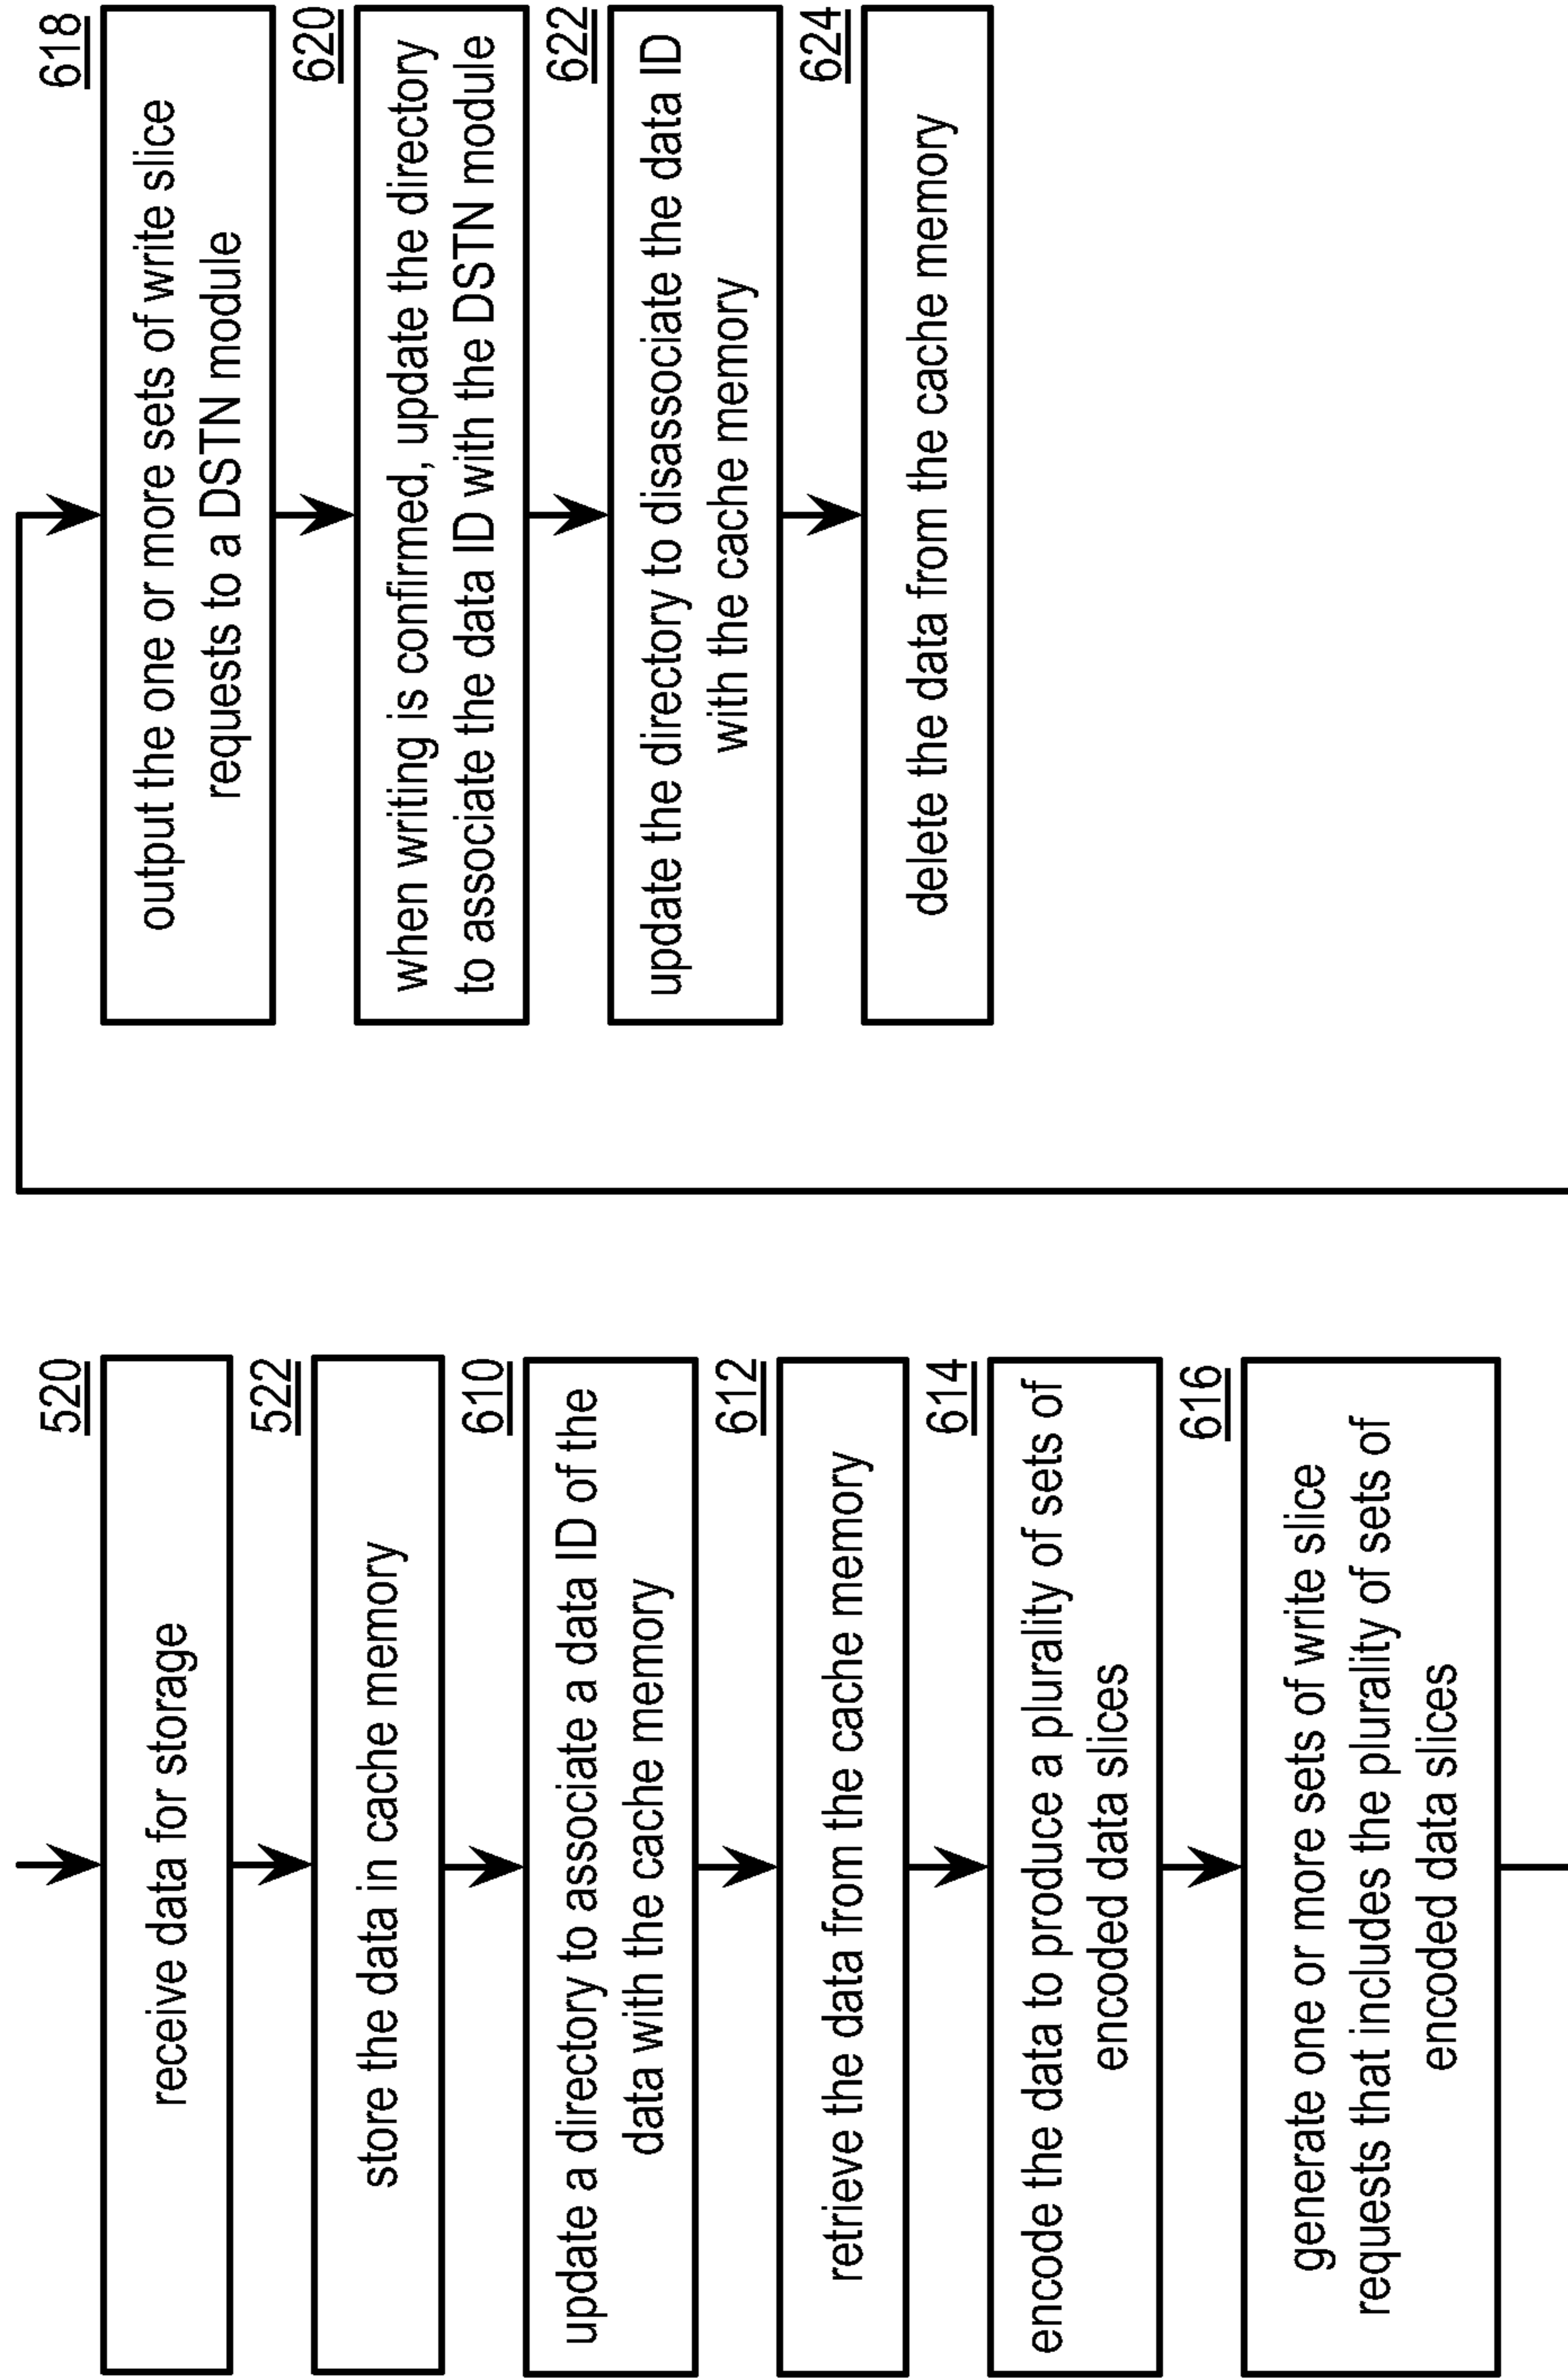 520
receive data for storage
522
store the data in cache memory
610
update a directory to associate a data ID of the
data with the cache memory
612
retrieve the data from the cache memory
614
encode the data to produce a plurality of sets of
encoded data slices
616
generate one or more sets of write slice
requests that includes the plurality of sets of
encoded data slices
618
output the one or more sets of write slice
requests to a DSTN module
620
when writing is confirmed, update the directory
to associate the data ID with the DSTN module
622
update the directory to disassociate the data ID
with the cache memory
624
delete the data from the cache memory